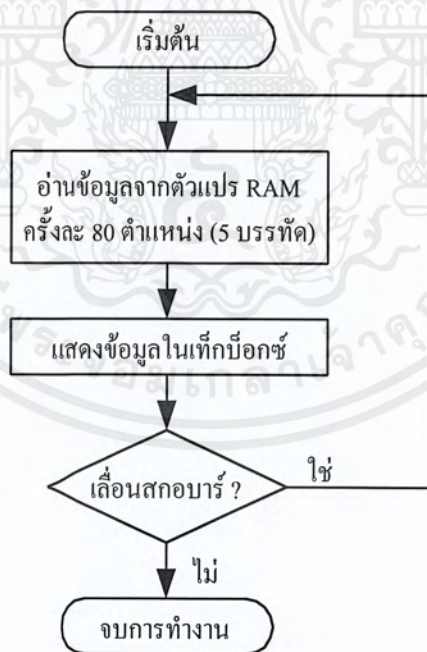 เริ่มต้น
อ่านข้อมูลจากตัวแปร RAM
ครั้งละ 80 ตำแหน่ง (5 บรรทัด)
แสดงข้อมูลในเท็กบ็อกซ์
เลื่อนสกอบาร์ ?
ใช่
ไม่
จบการทำงาน